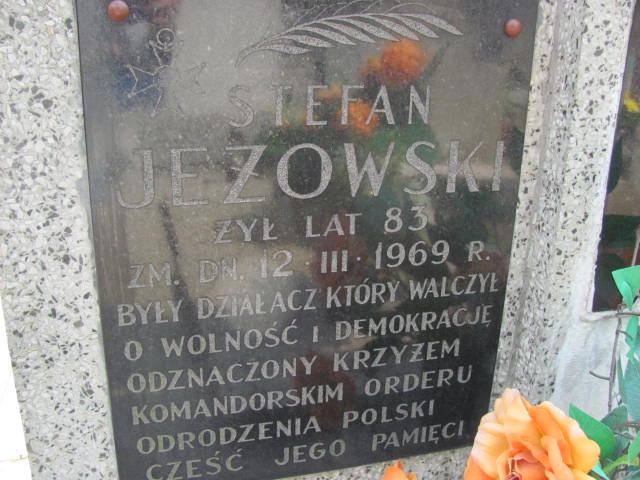 STEFAN
JEZOWSKI
ŻYŁ LAT 83
ZM. DN. 12·III·1969 R.
BYŁY DZIAŁACZ KTÓRY WALCZYŁ
O WOLNOŚĆ I DEMOKRACJĘ
ODZNACZONY KRZYŻEM
KOMANDORSKIM ORDERU
ODRODZENIA POLSKI
CZEŚĆ JEGO PAMIĘCI